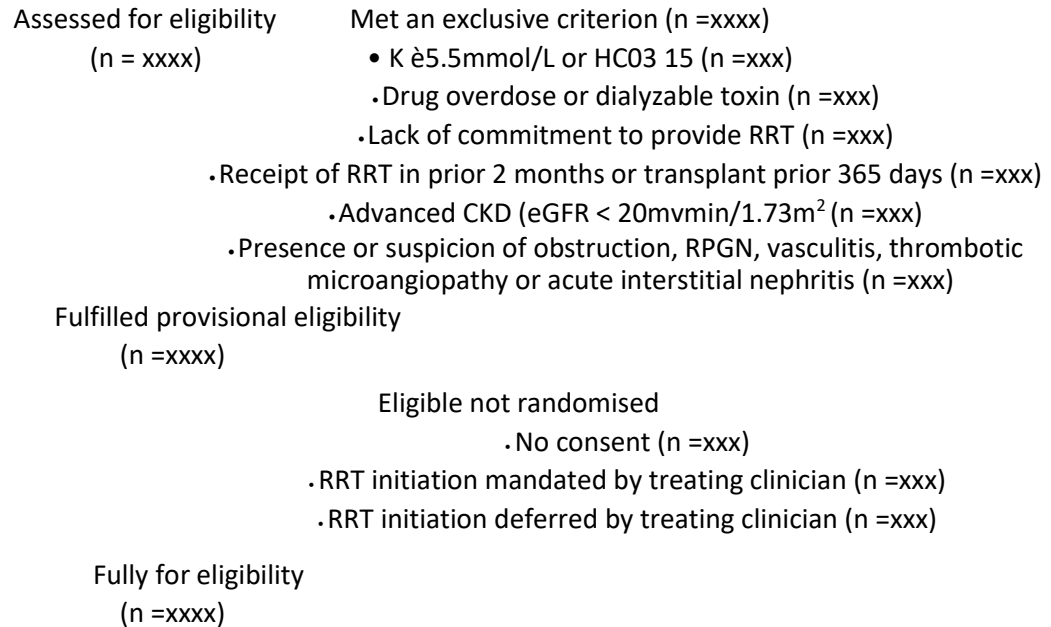 Assessed for eligibility
(n = xxxx)
Met an exclusive criterion (n =xxxx)
• K è5.5mmol/L or HC03 15 (n =xxx)
•Drug overdose or dialyzable toxin (n =xxx)
•Lack of commitment to provide RRT (n =xxx)
•Receipt of RRT in prior 2 months or transplant prior 365 days (n =xxx)
•Advanced CKD (eGFR < 20mvmin/1.73m² (n =xxx)
•Presence or suspicion of obstruction, RPGN, vasculitis, thrombotic
microangiopathy or acute interstitial nephritis (n =xxx)
Fulfilled provisional eligibility
(n =xxxx)
Eligible not randomised
•No consent (n =xxx)
•RRT initiation mandated by treating clinician (n =xxx)
•RRT initiation deferred by treating clinician (n =xxx)
Fully for eligibility
(n =xxxx)